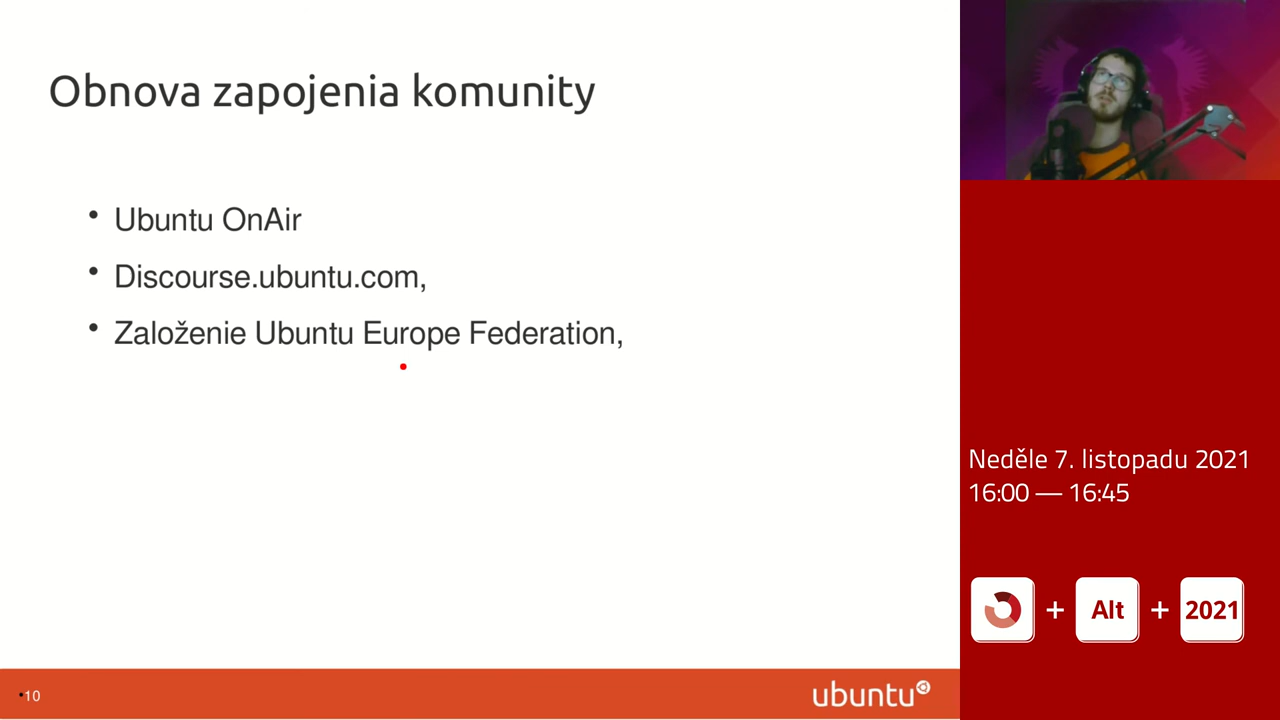 Obnova zapojenia komunity
• Ubuntu OnAir
• Discourse.ubuntu.com,
• Založenie Ubuntu Europe Federation,
Neděle 7. listopadu 2021
16:00 — 16:45
+ Alt + 2021
•10
ubuntu